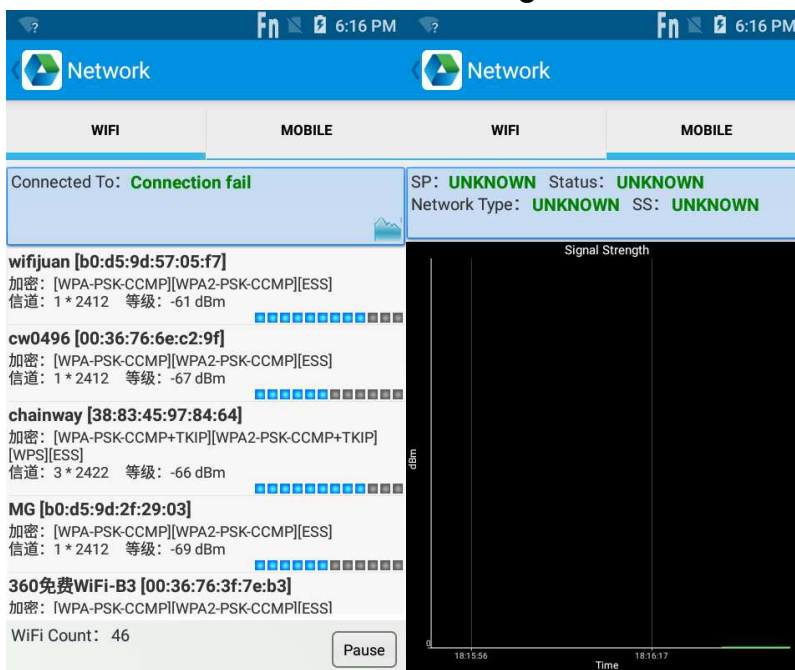 Fn 6:16 PM
Network
WIFI MOBILE
Connected To: Connection fail
wifijuan [b0:d5:9d:57:05:f7]
加密: [WPA-PSK-CCMP][WPA2-PSK-CCMP][ESS]
信道: 1 * 2412 等级: -61 dBm
cw0496 [00:36:76:6e:c2:9f]
加密: [WPA-PSK-CCMP][WPA2-PSK-CCMP][ESS]
信道: 1 * 2412 等级: -67 dBm
chainway [38:83:45:97:84:64]
加密: [WPA-PSK-CCMP+TKIP][WPA2-PSK-CCMP+TKIP]
[WPS][ESS]
信道: 3 * 2422 等级: -66 dBm
MG [b0:d5:9d:2f:29:03]
加密: [WPA-PSK-CCMP][WPA2-PSK-CCMP][ESS]
信道: 1 * 2412 等级: -69 dBm
360免费WiFi-B3 [00:36:76:3f:7e:b3]
加密: [WPA-PSK-CCMP][WPA2-PSK-CCMP][ESS]
WiFi Count: 46
Pause
Fn 6:16 PM
Network
WIFI MOBILE
SP: UNKNOWN Status: UNKNOWN
Network Type: UNKNOWN SS: UNKNOWN
Signal Strength
dBm
0
18:15:56 18:16:17
Time